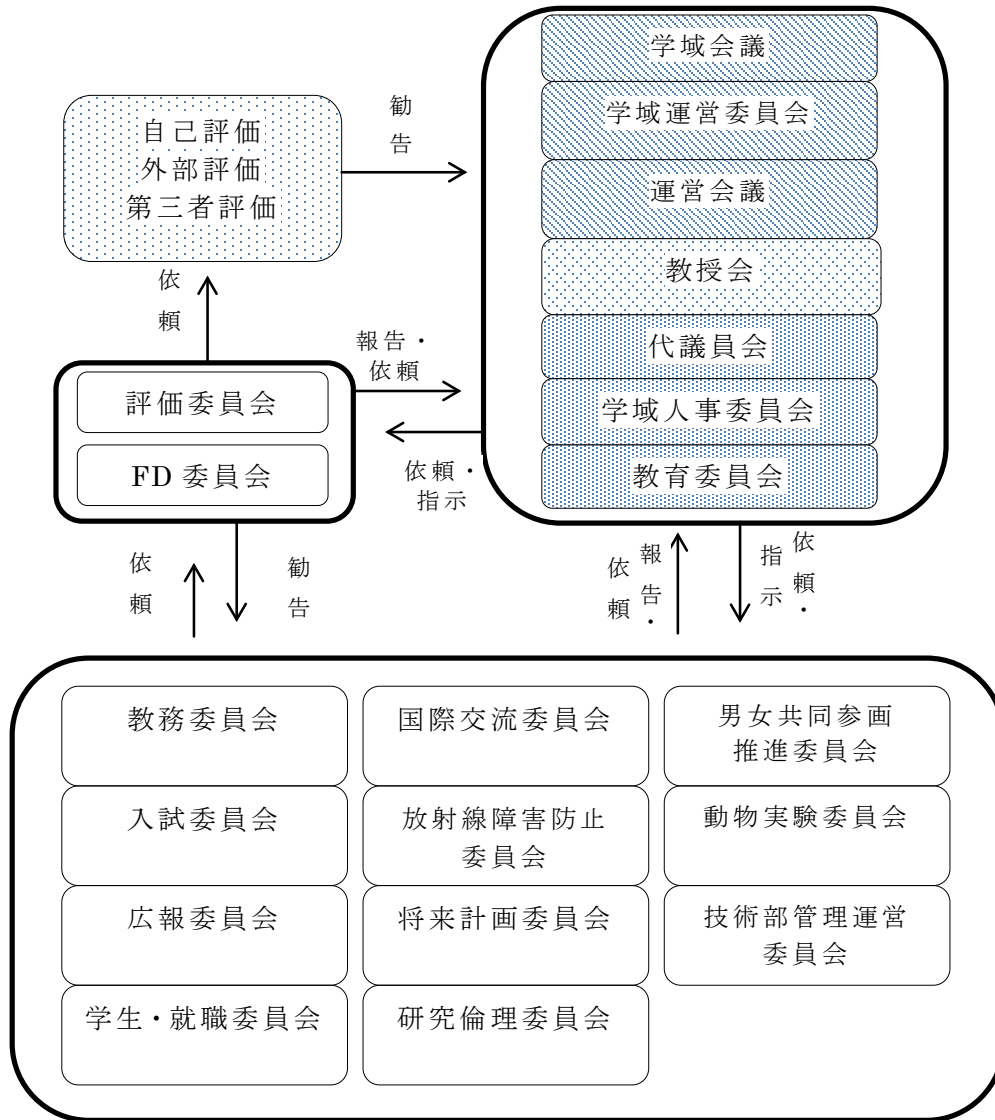 学域会議
学域運営委員会
運営会議
教授会
代議員会
学域人事委員会
教育委員会
自己評価
外部評価
第三者評価
勧告
依頼
報告・
依頼
依頼・
指示
評価委員会
FD 委員会
依頼
勧告
報告・
依頼
依頼・
指示
教務委員会
国際交流委員会
男女共同参画
推進委員会
入試委員会
放射線障害防止
委員会
動物実験委員会
広報委員会
将来計画委員会
技術部管理運営
委員会
学生・就職委員会
研究倫理委員会